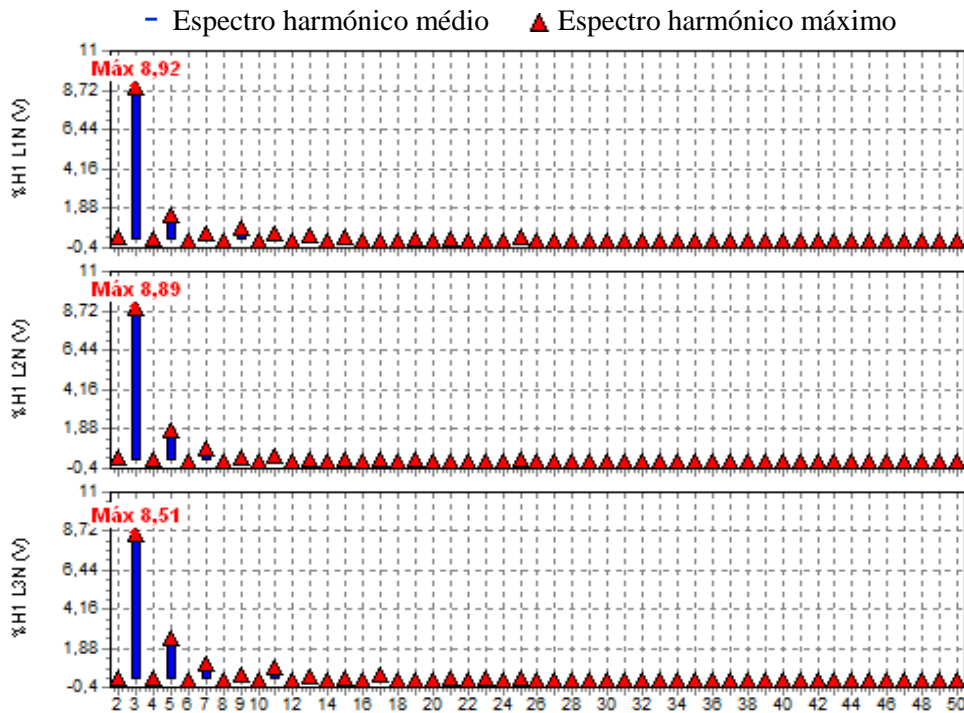 Espectro harmónico médio Espectro harmónico máximo
11
Máx 8,92
8,72
6,44
4,16
1,88
-0,4
%H1 L1N (V)
11
Máx 8,89
8,72
6,44
4,16
1,88
-0,4
%H1 L2N (V)
11
Máx 8,51
8,72
6,44
4,16
1,88
-0,4
%H1 L3N (V)
2 3 4 5 6 7 8 9 10 12 14 16 18 20 22 24 26 28 30 32 34 36 38 40 42 44 46 48 50